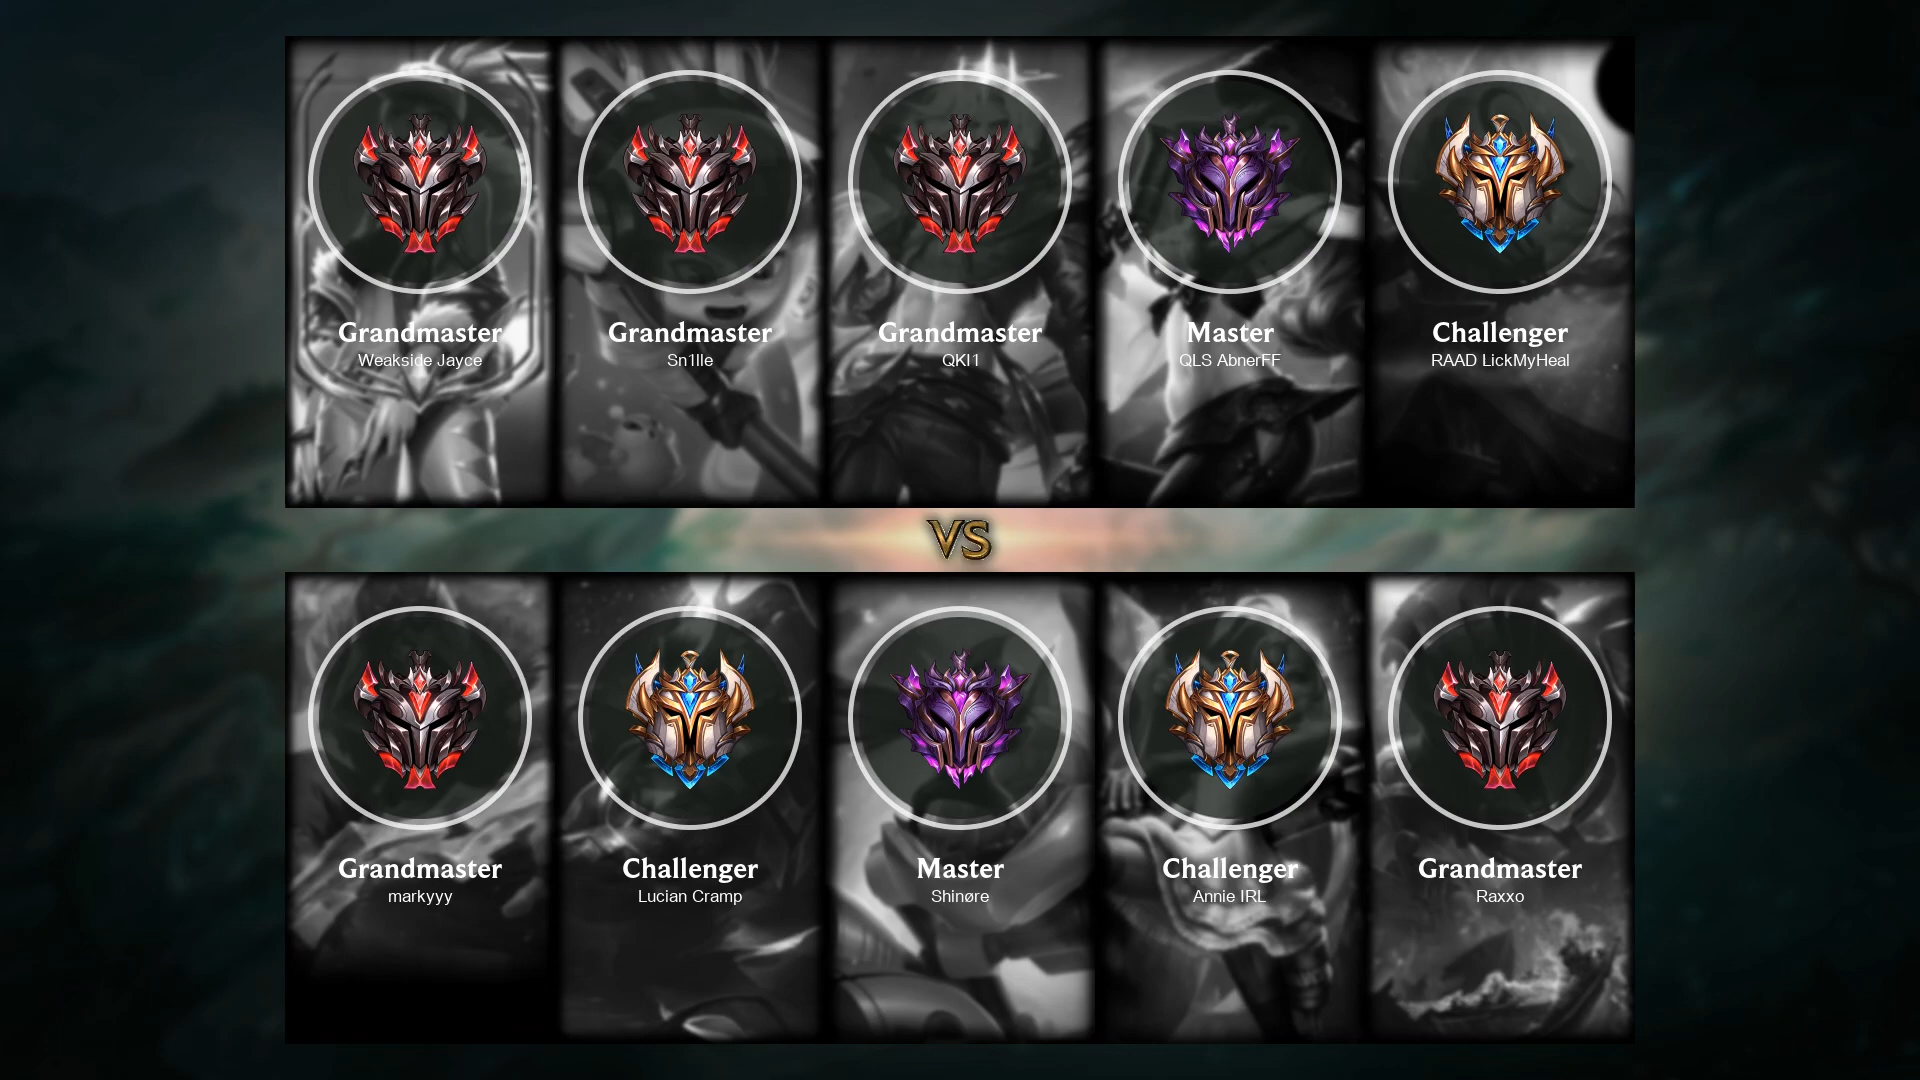 Grandmaster
Weakside Jayce
Grandmaster
Sn1lle
Grandmaster
QKI1
Master
QLS AbnerFF
Challenger
RAAD LickMyHeal
VS
Grandmaster
markyyy
Challenger
Lucian Cramp
Master
Shinøre
Challenger
Annie IRL
Grandmaster
Raxxo